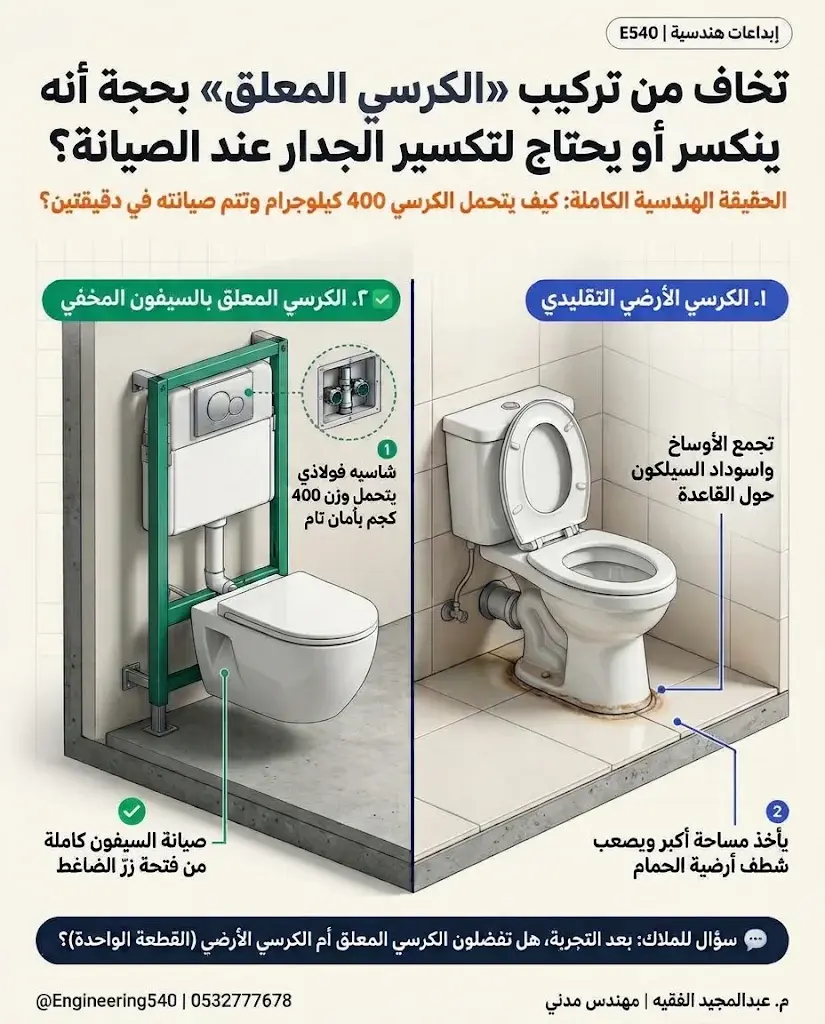 إبداعات هندسية | E540
تخاف من تركيب «الكرسي المعلق» بحجة أنه
ينكسر أو يحتاج لتكسير الجدار عند الصيانة؟
الحقيقة الهندسية الكاملة: كيف يتحمل الكرسي 400 كيلوجرام وتتم صيانته في دقيقتين؟
١. الكرسي الأرضي التقليدي
تجمع الأوساخ
واسوداد السيلكون
حول القاعدة
2
يأخذ مساحة أكبر ويصعب
شطف أرضية الحمام
٢. الكرسي المعلق بالسيفون المخفي
1
شاسيه فولاذي
يتحمل وزن 400
كجم بأمان تام
صيانة السيفون كاملة
من فتحة زرّ الضاغط
سؤال للملاك: بعد التجربة، هل تفضلون الكرسي المعلق أم الكرسي الأرضي (القطعة الواحدة)؟
م. عبدالمجيد الفقيه | مهندس مدني
@Engineering540 | 0532777678